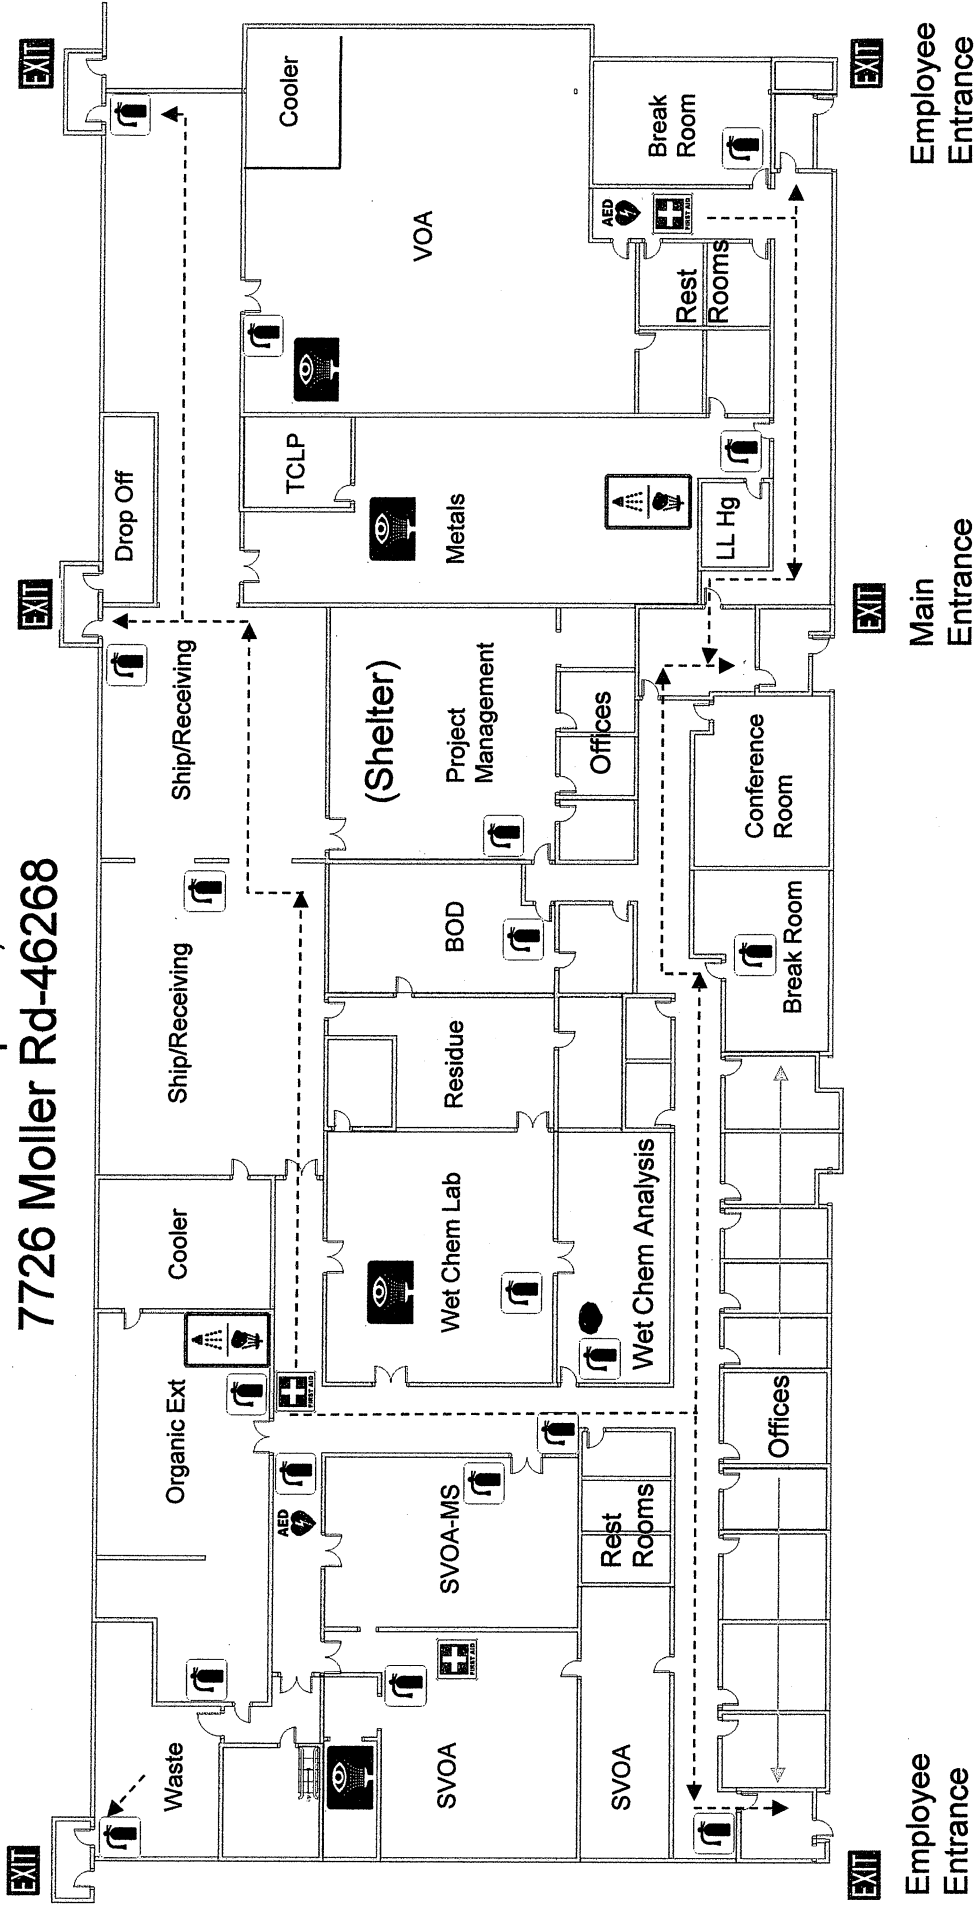 7726 Moller Rd-46268
EXIT
EXIT
EXIT
Waste
Organic Ext
Cooler
Ship/Receiving
Ship/Receiving
Drop Off
Cooler
AED
FIRST AID
SVOA
FIRST AID
SVOA-MS
Wet Chem Lab
Residue
BOD
(Shelter)
Project
Management
TCLP
Metals
VOA
SVOA
Rest
Rooms
Wet Chem Analysis
Offices
LL Hg
Rest
Rooms
AED
FIRST AID
Break
Room
Offices
Break Room
Conference
Room
EXIT
EXIT
EXIT
Employee
Entrance
Main
Entrance
Employee
Entrance